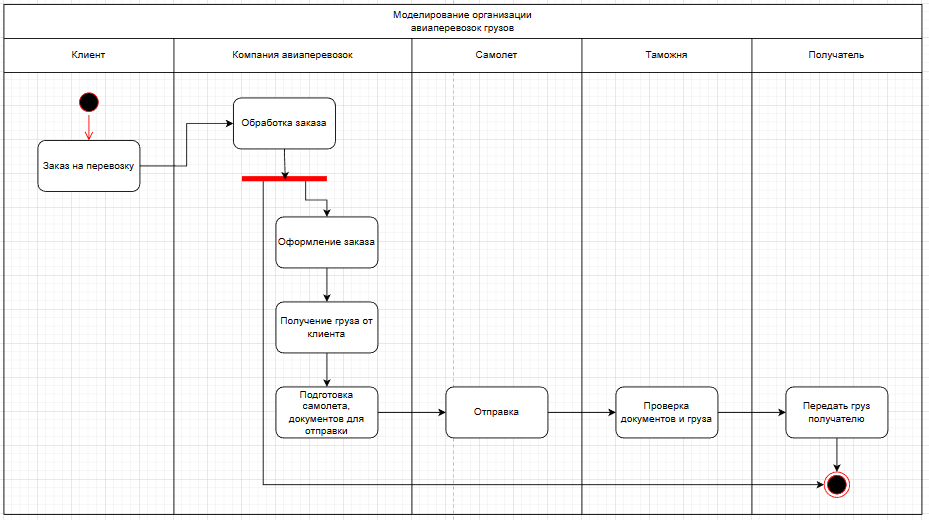 Моделирование организации
авиаперевозок грузов
Клиент
Компания авиаперевозок
Самолет
Таможня
Получатель
Обработка заказа
Заказ на перевозку
Оформление заказа
Получение груза от
клиента
Подготовка
самолета,
документов для
отправки
Отправка
Проверка
документов и груза
Передать груз
получателю